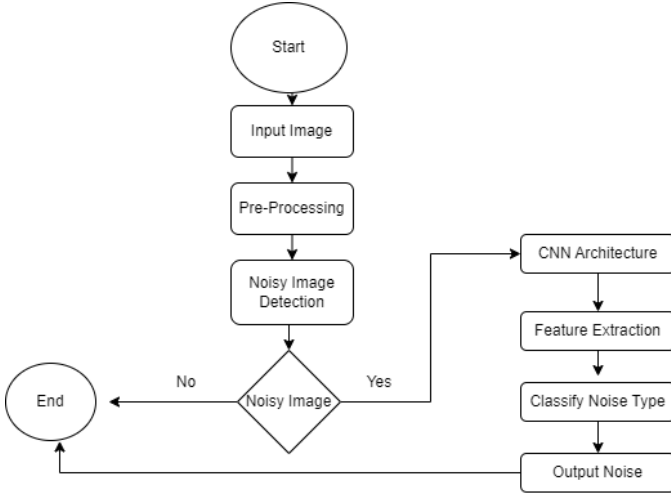 Start
Input Image
Pre-Processing
Noisy Image
Detection
Noisy Image
No
Yes
End
CNN Architecture
Feature Extraction
Classify Noise Type
Output Noise